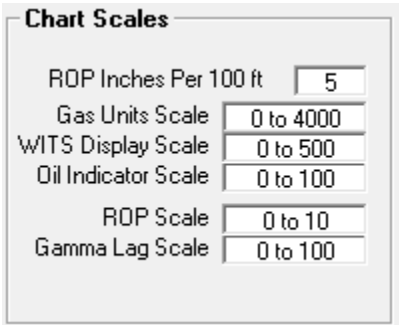 Chart Scales
ROP Inches Per 100 ft 5
Gas Units Scale 0 to 4000
WITS Display Scale 0 to 500
Oil Indicator Scale 0 to 100
ROP Scale 0 to 10
Gamma Lag Scale 0 to 100